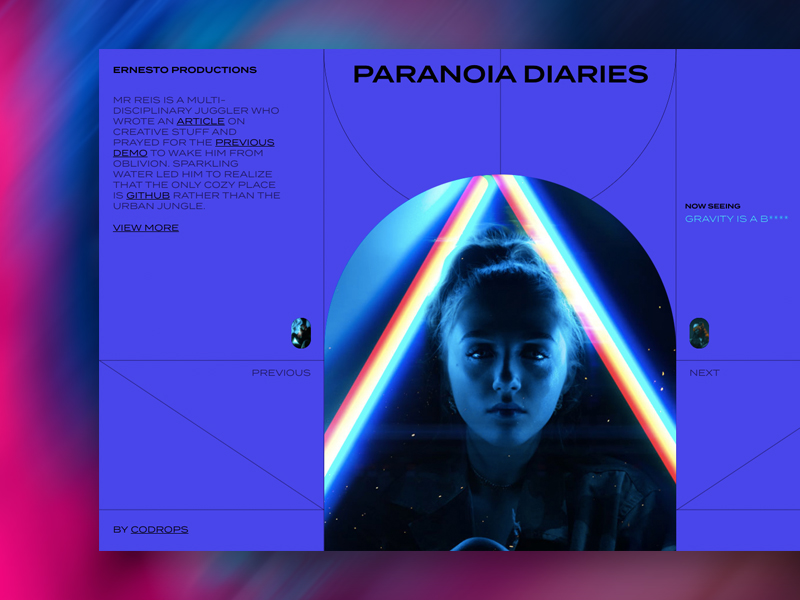 ERNESTO PRODUCTIONS
MR REIS IS A MULTI-
DISCIPLINARY JUGGLER WHO
WROTE AN ARTICLE ON
CREATIVE STUFF AND
PRAYED FOR THE PREVIOUS
DEMO TO WAKE HIM FROM
OBLIVION. SPARKLING
WATER LED HIM TO REALIZE
THAT THE ONLY COZY PLACE
IS GITHUB RATHER THAN THE
URBAN JUNGLE.
VIEW MORE
PREVIOUS
BY CODROPS
PARANOIA DIARIES
NOW SEEING
GRAVITY IS A B****
NEXT